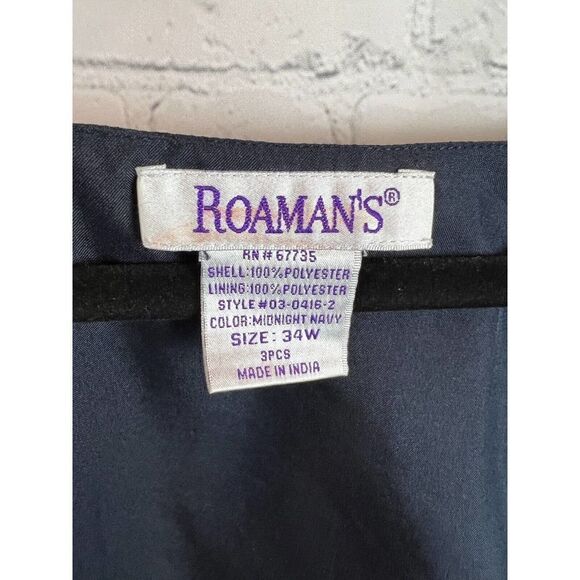 ROAMAN'S®
RN# 67735
SHELL:100%POLYESTER
LINING:100%POLYESTER
STYLE#03-0416-2
COLOR:MIDNIGHT NAVY
SIZE: 34W
3PCS
MADE IN INDIA